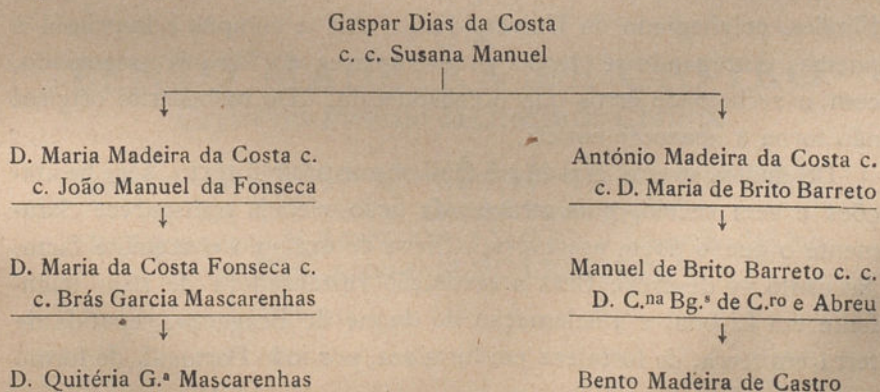 Gaspar Dias da Costa
c. c. Susana Manuel
D. Maria Madeira da Costa c.
c. João Manuel da Fonseca
António Madeira da Costa c.
c. D. Maria de Brito Barreto
D. Maria da Costa Fonseca c.
c. Brás Garcia Mascarenhas
Manuel de Brito Barreto c. c.
D. C.ⁿᵃ Bg.ˢ de C.ʳᵒ e Abreu
D. Quitéria G.ª Mascarenhas
Bento Madeira de Castro